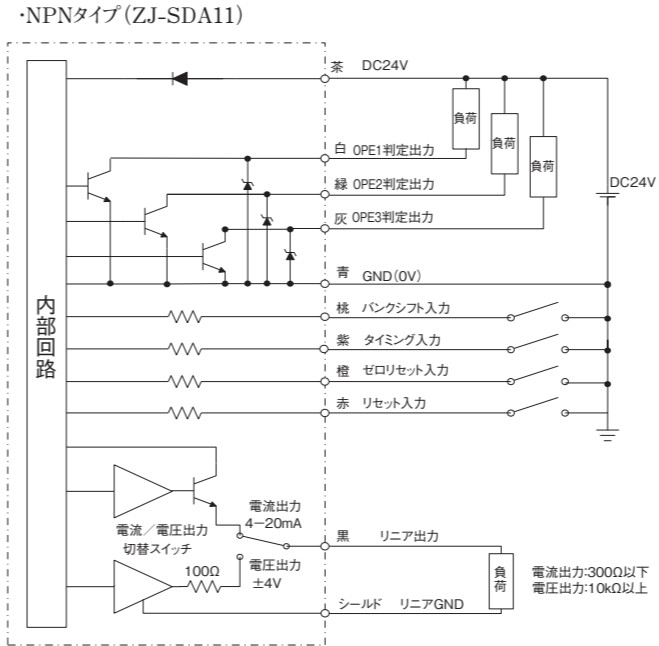 ・NPNタイプ(ZJ-SDA11)
茶 DC24V
負荷
負荷
負荷
白 OPE1判定出力
緑 OPE2判定出力
灰 OPE3判定出力
DC24V
青 GND(0V)
内部回路
桃 バンクシフト入力
紫 タイミング入力
橙 ゼロリセット入力
赤 リセット入力
電流出力
4−20mA
電流/電圧出力
切替スイッチ
黒 リニア出力
100Ω
電圧出力
±4V
負荷
電流出力:300Ω以下
電圧出力:10kΩ以上
シールド リニアGND